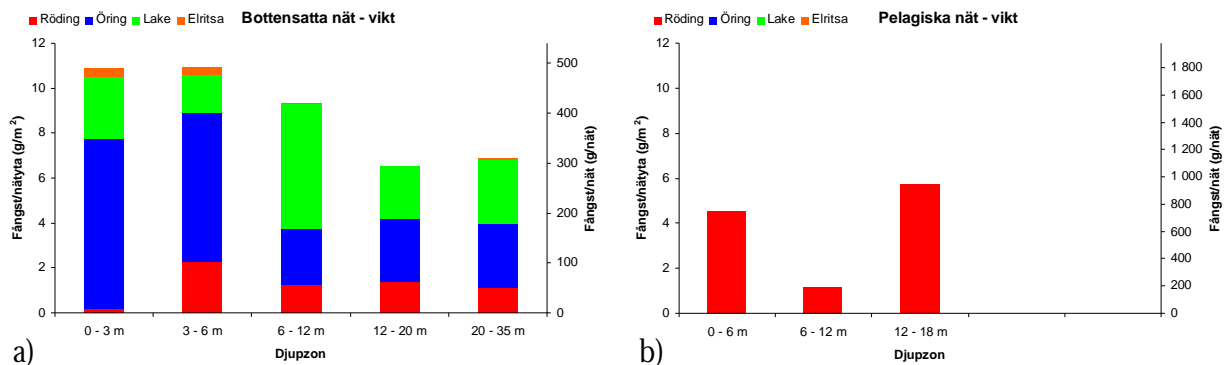 Röding Öring Lake Elritsa
Bottensatta nät - vikt
12
10
8
6
4
2
0
Fångst/nätyta (g/m²)
500
400
300
200
100
0
Fångst/nät (g/nät)
0 - 3 m 3 - 6 m 6 - 12 m 12 - 20 m 20 - 35 m
Djupzon
a)
Röding Öring Lake Elritsa
Pelagiska nät - vikt
12
10
8
6
4
2
0
Fångst/nätyta (g/m²)
1 800
1 600
1 400
1 200
1 000
800
600
400
200
0
Fångst/nät (g/nät)
0 - 6 m 6 - 12 m 12 - 18 m
Djupzon
b)